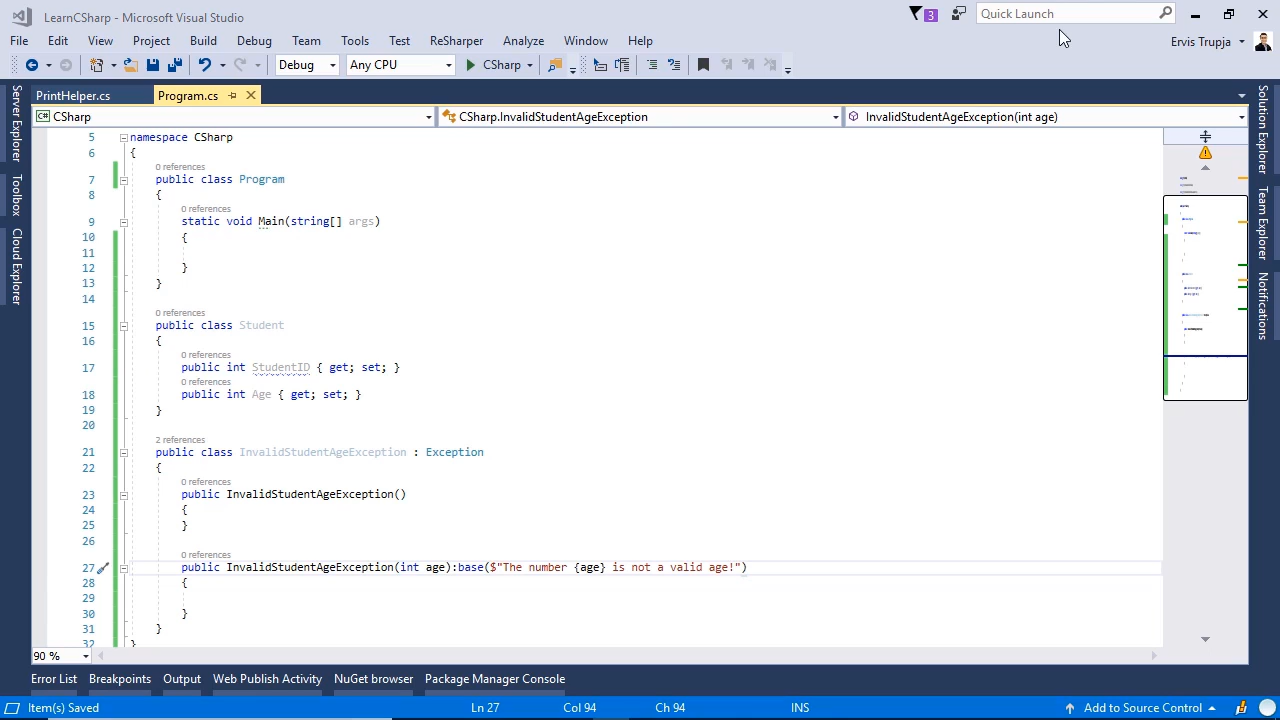 LearnCSharp - Microsoft Visual Studio
3
Quick Launch
File Edit View Project Build Debug Team Tools Test ReSharper Analyze Window Help
Ervis Trupja
Debug Any CPU CSharp
PrintHelper.cs Program.cs
CSharp CSharp.InvalidStudentAgeException InvalidStudentAgeException(int age)
Server Explorer
Toolbox
Cloud Explorer
5 namespace CSharp
6 {
0 references
7 public class Program
8 {
0 references
9 static void Main(string[] args)
10 {
11
12 }
13 }
14
0 references
15 public class Student
16 {
0 references
17 public int StudentID { get; set; }
0 references
18 public int Age { get; set; }
19 }
20
2 references
21 public class InvalidStudentAgeException : Exception
22 {
0 references
23 public InvalidStudentAgeException()
24 {
25 }
26
0 references
27 public InvalidStudentAgeException(int age):base($"The number {age} is not a valid age!")
28 {
29
30 }
31 }
32 }
Solution Explorer
Team Explorer
Notifications
90 %
Error List Breakpoints Output Web Publish Activity NuGet browser Package Manager Console
Item(s) Saved Ln 27 Col 94 Ch 94 INS Add to Source Control